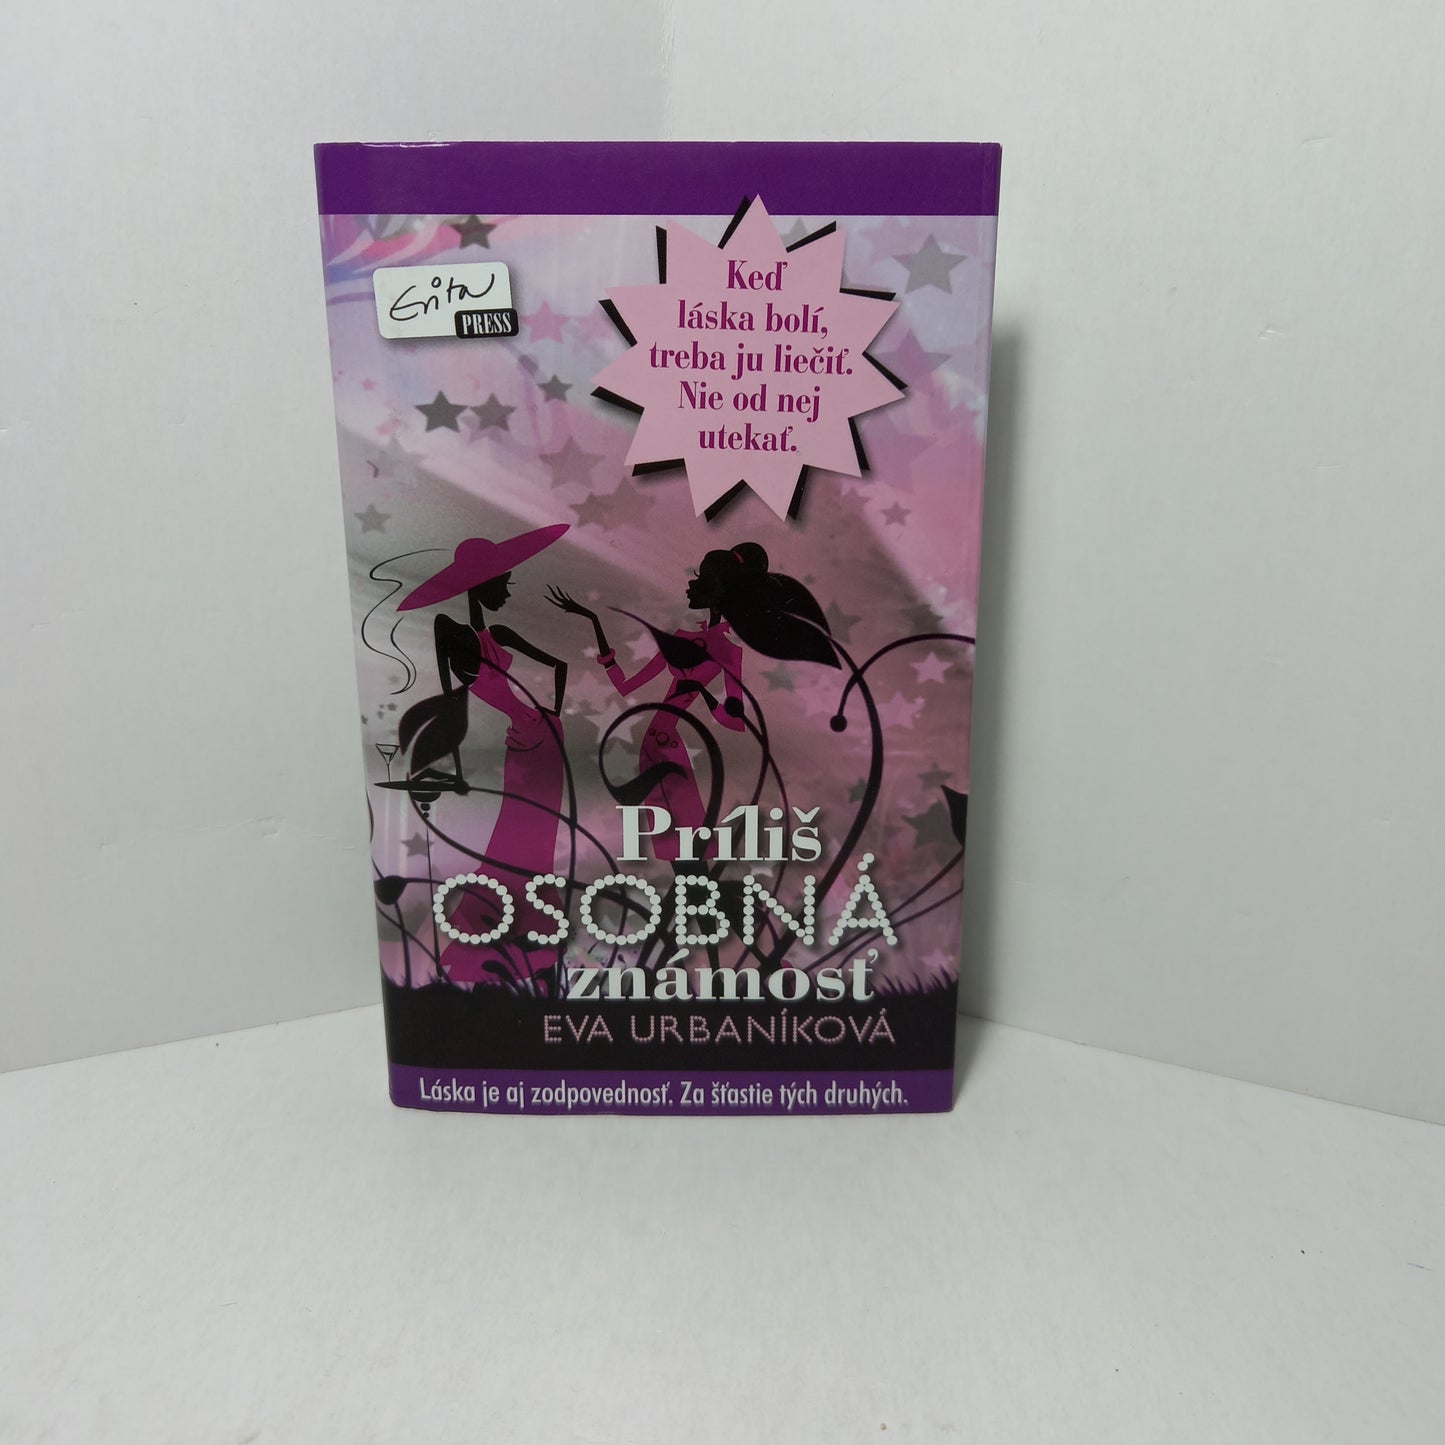 Evita
PRESS
Keď
láska bolí,
treba ju liečiť.
Nie od nej
utekať.
Príliš
OSOBNÁ
známosť
EVA URBANÍKOVÁ
Láska je aj zodpovednosť. Za šťastie tých druhých.